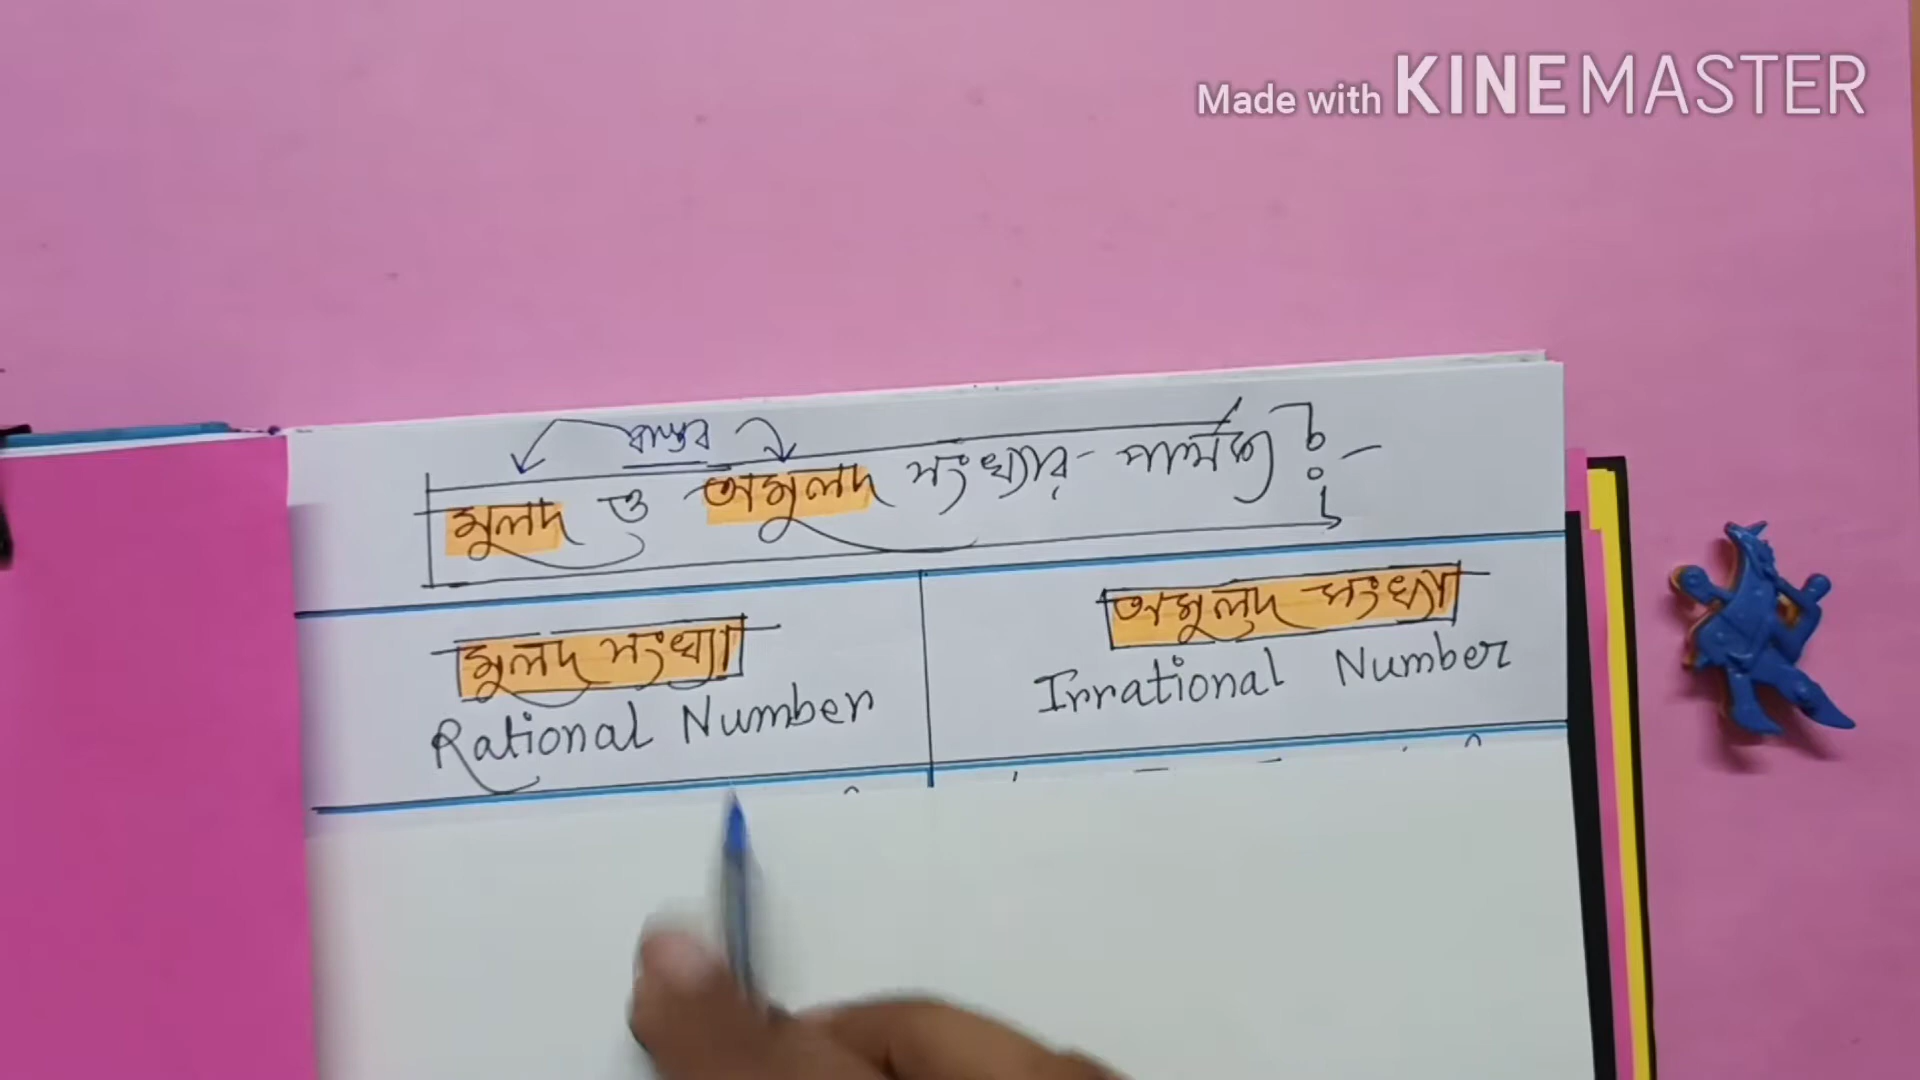 Made with KINEMASTER
বাস্তব
মূলদ ও অমূলদ সংখ্যার পার্থক্য ?
মূলদ সংখ্যা
Rational Number
অমূলদ সংখ্যা
Irrational Number